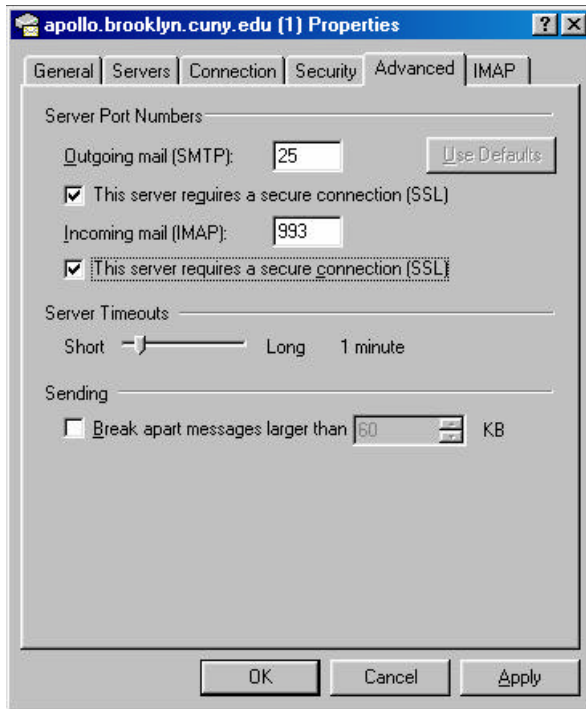 apollo.brooklyn.cuny.edu (1) Properties
General Servers Connection Security Advanced IMAP
Server Port Numbers
Outgoing mail (SMTP): 25 Use Defaults
This server requires a secure connection (SSL)
Incoming mail (IMAP): 993
This server requires a secure connection (SSL)
Server Timeouts
Short Long 1 minute
Sending
Break apart messages larger than 60 KB
OK Cancel Apply